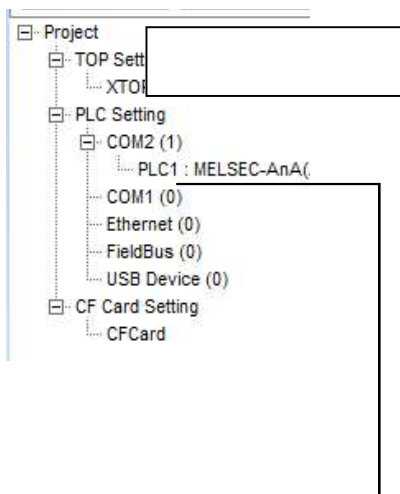 Project
TOP Sett
XTOP
PLC Setting
COM2 (1)
PLC1 : MELSEC-AnA(
COM1 (0)
Ethernet (0)
FieldBus (0)
USB Device (0)
CF Card Setting
CFCard